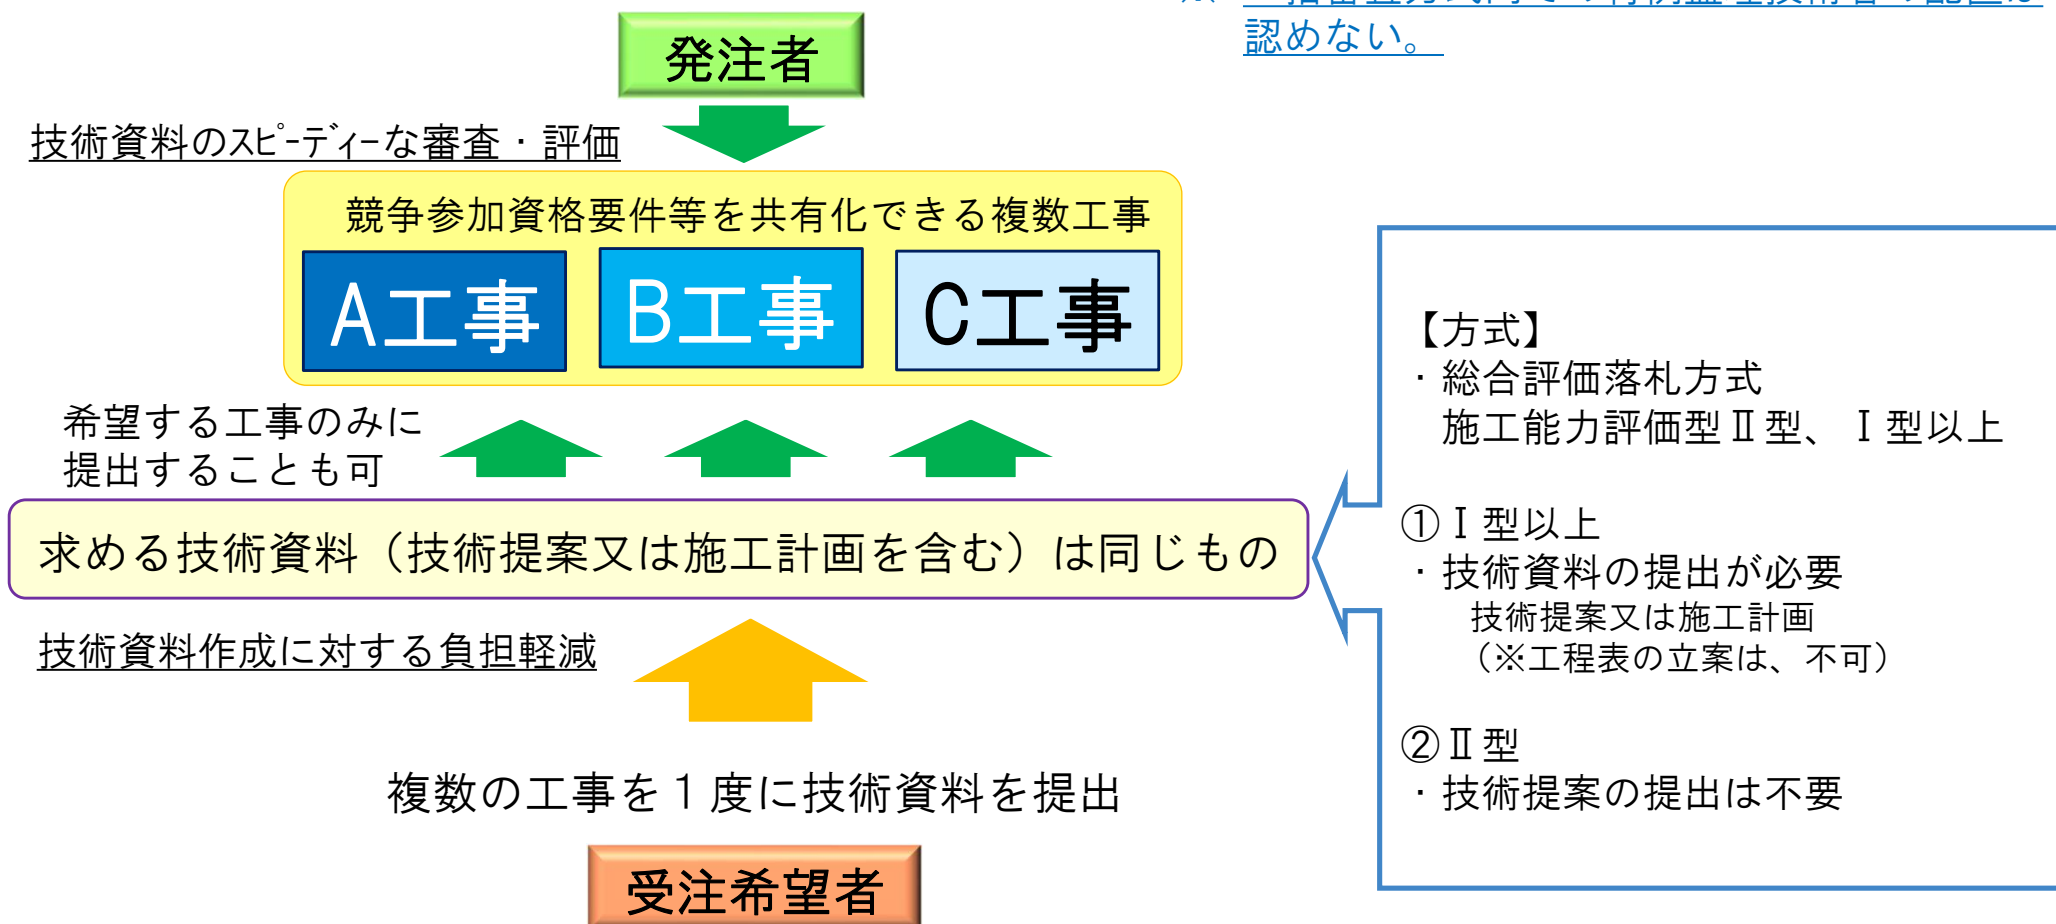 認めない。
発注者
技術資料のスピーディーな審査・評価
競争参加資格要件等を共有化できる複数工事
A工事
B工事
C工事
希望する工事のみに
提出することも可
求める技術資料（技術提案又は施工計画を含む）は同じもの
技術資料作成に対する負担軽減
複数の工事を１度に技術資料を提出
受注希望者
【方式】
・総合評価落札方式
施工能力評価型Ⅱ型、Ⅰ型以上
①Ⅰ型以上
・技術資料の提出が必要
技術提案又は施工計画
（※工程表の立案は、不可）
②Ⅱ型
・技術提案の提出は不要